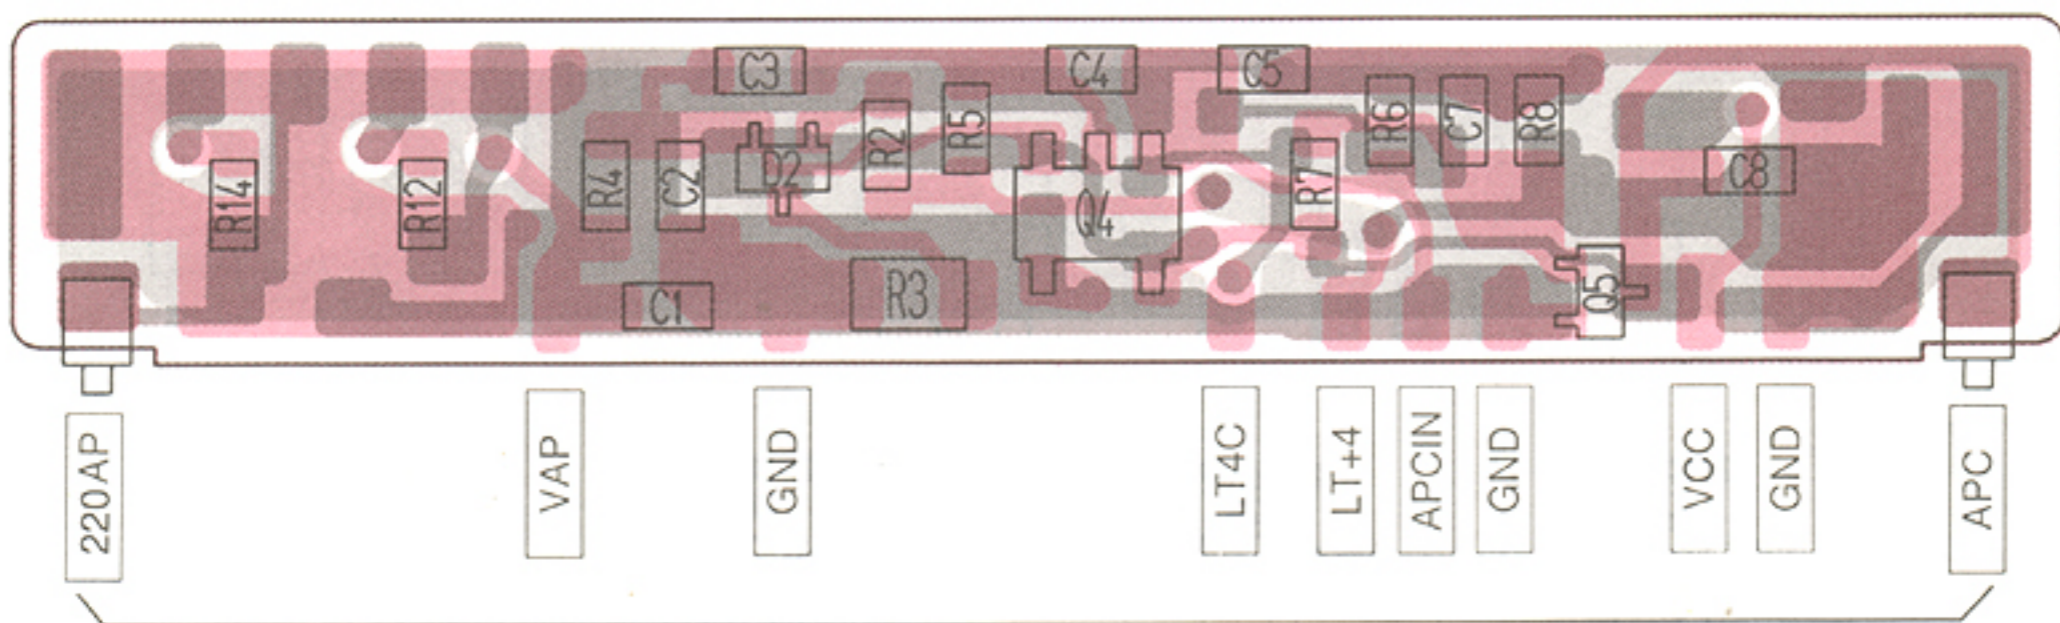 C3
C4
C5
R14
R12
R4
C2
D2
R2
R5
Q4
R7
R6
C7
R8
C8
C1
R3
Q5
220AP
VAP
GND
LT4C
LT+4
APCIN
GND
VCC
GND
APC